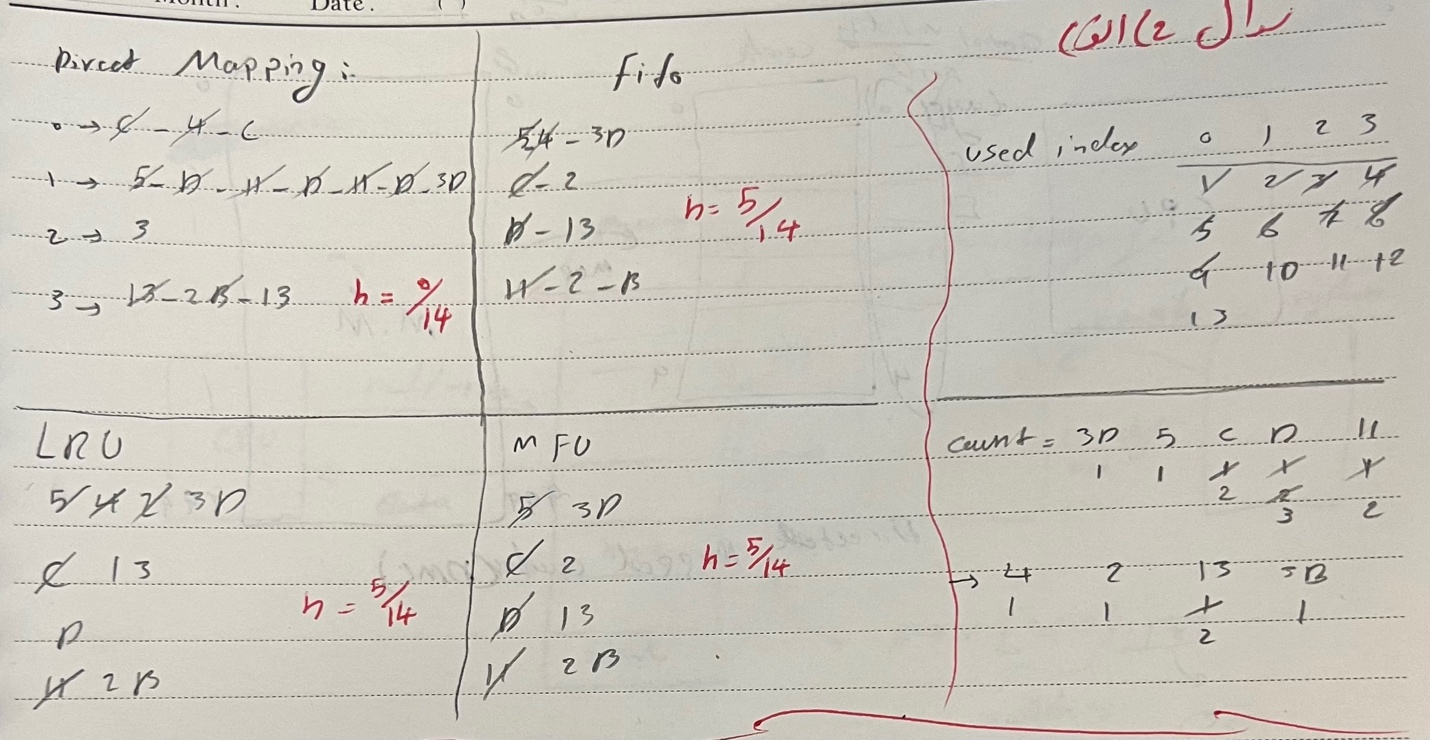 Date. ( )
Direct Mapping:
0 → C - 4 - C
1 → 5 - D - 11 - D - 11 - D - 3D
2 → 3
3 → 13 - 2B - 13 h = 0/14
Fifo
5 4 - 3D
C - 2
D - 13
11 - 2 - B
h = 5/14
used index 0 1 2 3
1 2 3 4
5 6 7 8
9 10 11 12
13
LRU
5 4 2 3D
C 13
D
11 2B
h = 5/14
MFU
5 3D
C 2
D 13
11 2B
h = 5/14
count = 3D 5 C D 11
1 1 1 1 1
2 2 2
3
→ 4 2 13 2B
1 1 1 1
2